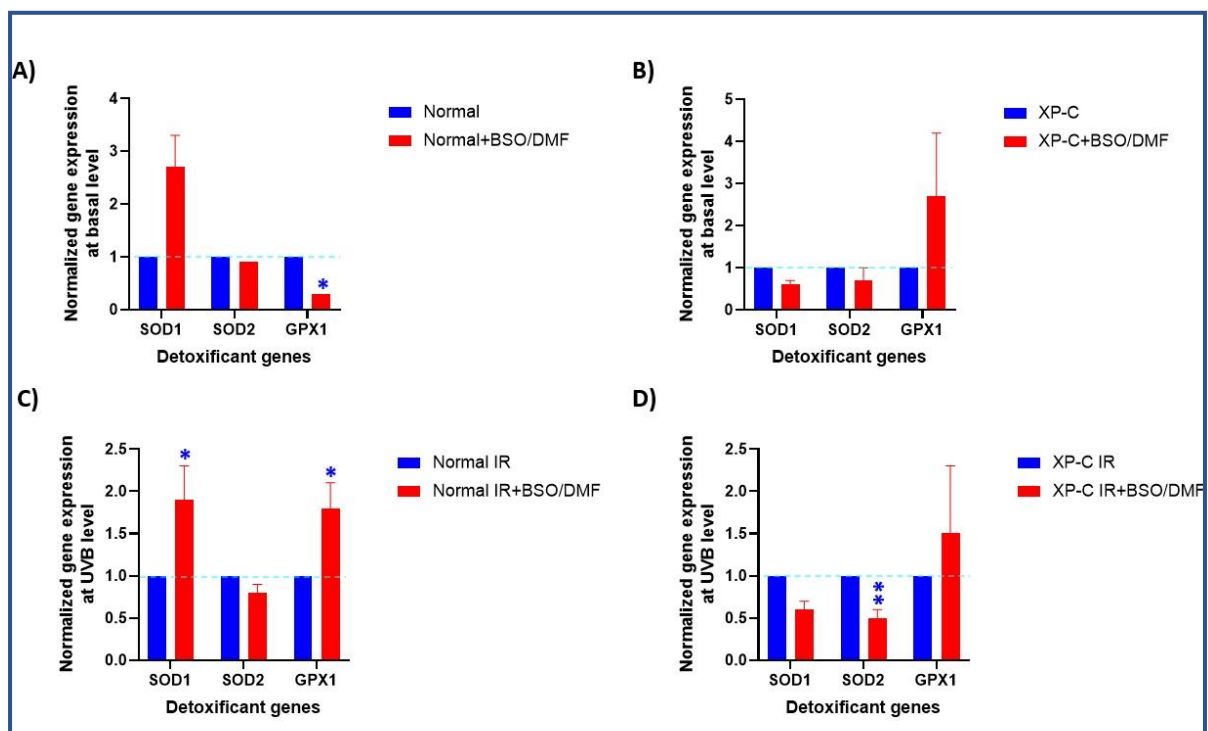 A)
Normalized gene expression
at basal level
4
3
2
1
0
*
SOD1 SOD2 GPX1
Detoxificant genes
Normal
Normal+BSO/DMF
B)
Normalized gene expression
at basal level
5
4
3
2
1
0
SOD1 SOD2 GPX1
Detoxificant genes
XP-C
XP-C+BSO/DMF
C)
Normalized gene expression
at UVB level
2.5
2.0
1.5
1.0
0.5
0.0
* *
SOD1 SOD2 GPX1
Detoxificant genes
Normal IR
Normal IR+BSO/DMF
D)
Normalized gene expression
at UVB level
2.5
2.0
1.5
1.0
0.5
0.0
**
SOD1 SOD2 GPX1
Detoxificant genes
XP-C IR
XP-C IR+BSO/DMF